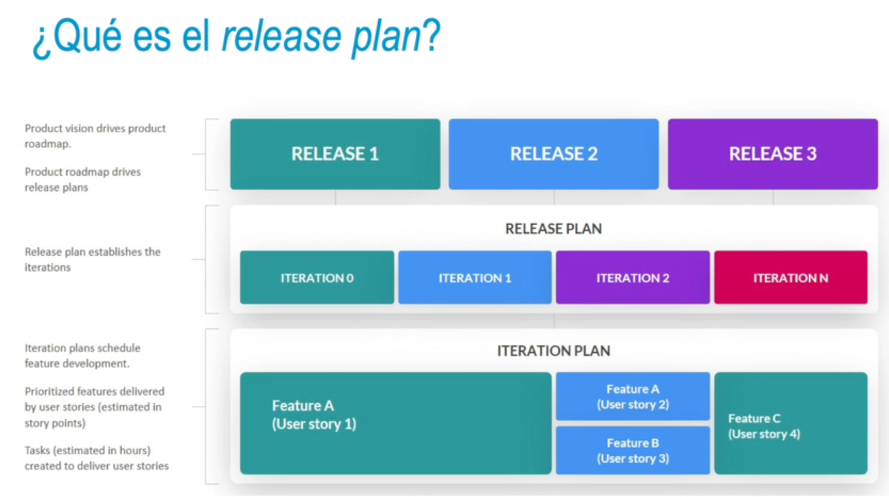 ¿Qué es el release plan?
Product vision drives product
roadmap.
Product roadmap drives
release plans
RELEASE 1
RELEASE 2
RELEASE 3
Release plan establishes the
iterations
RELEASE PLAN
ITERATION 0
ITERATION 1
ITERATION 2
ITERATION N
Iteration plans schedule
feature development.
Prioritized features delivered
by user stories (estimated in
story points)
Tasks (estimated in hours)
created to deliver user stories
ITERATION PLAN
Feature A
(User story 1)
Feature A
(User story 2)
Feature B
(User story 3)
Feature C
(User story 4)